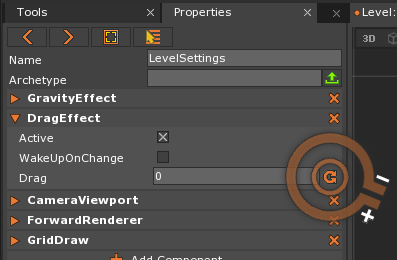 Tools
Properties
Level:
3D
Name LevelSettings
Archetype
GravityEffect
DragEffect
Active
WakeUpOnChange
Drag 0
CameraViewport
ForwardRenderer
GridDraw
Add Component